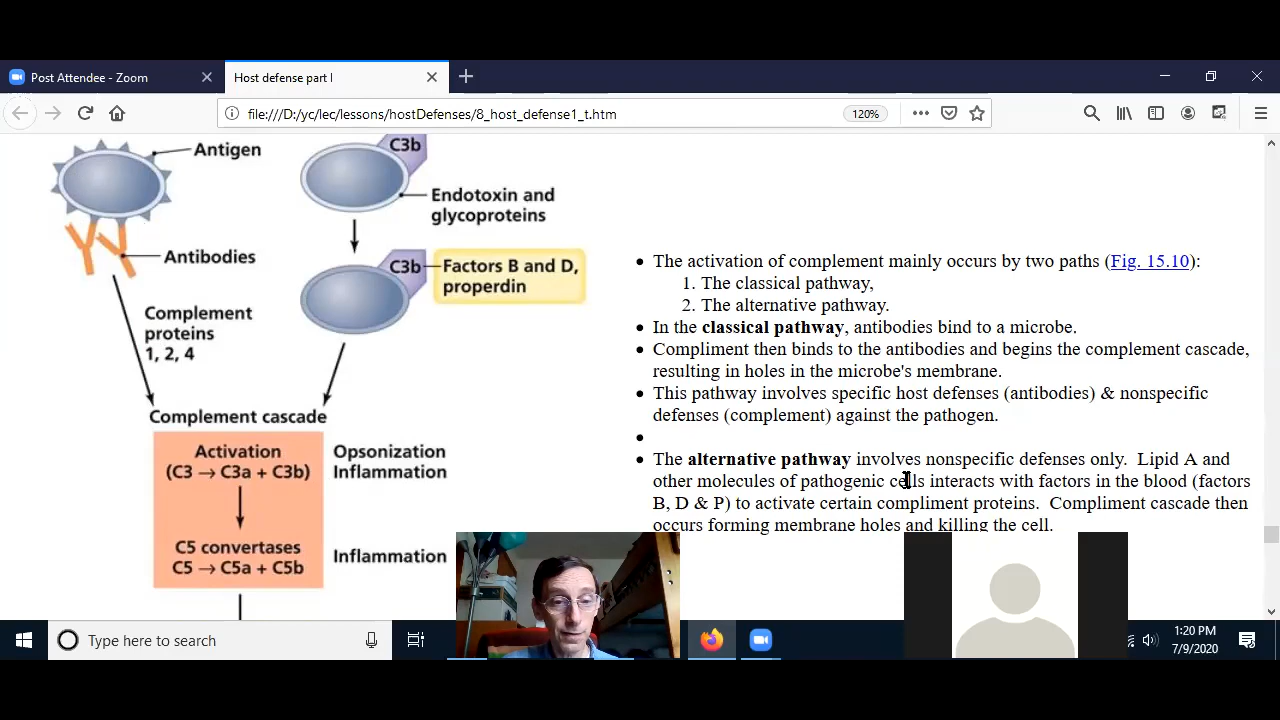 Post Attendee - Zoom
Host defense part I
file:///D:/yc/lec/lessons/hostDefenses/8_host_defense1_t.htm
120%
Antigen
C3b
Endotoxin and
glycoproteins
Antibodies
C3b
Factors B and D,
properdin
Complement
proteins
1, 2, 4
Complement cascade
Activation
(C3 → C3a + C3b)
Opsonization
Inflammation
C5 convertases
C5 → C5a + C5b
Inflammation
• The activation of complement mainly occurs by two paths (Fig. 15.10):
1. The classical pathway,
2. The alternative pathway.
• In the classical pathway, antibodies bind to a microbe.
• Compliment then binds to the antibodies and begins the complement cascade,
resulting in holes in the microbe's membrane.
• This pathway involves specific host defenses (antibodies) & nonspecific
defenses (complement) against the pathogen.
•
• The alternative pathway involves nonspecific defenses only.  Lipid A and
other molecules of pathogenic cells interacts with factors in the blood (factors
B, D & P) to activate certain compliment proteins.  Compliment cascade then
occurs forming membrane holes and killing the cell.
Type here to search
1:20 PM
7/9/2020